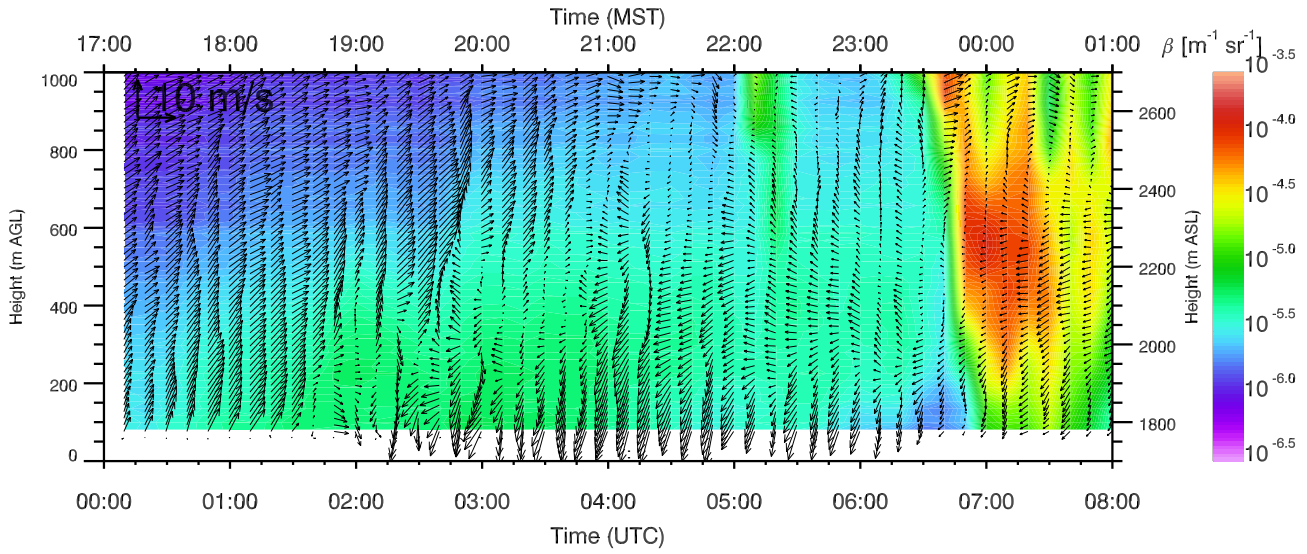 Time (MST)
17:00 18:00 19:00 20:00 21:00 22:00 23:00 00:00 01:00
β [m⁻¹ sr⁻¹]
10 m/s
Height (m AGL)
1000
800
600
400
200
0
2600
2400
2200
2000
1800
Height (m ASL)
10⁻³·⁵
10⁻⁴·⁰
10⁻⁴·⁵
10⁻⁵·⁰
10⁻⁵·⁵
10⁻⁶·⁰
10⁻⁶·⁵
00:00 01:00 02:00 03:00 04:00 05:00 06:00 07:00 08:00
Time (UTC)